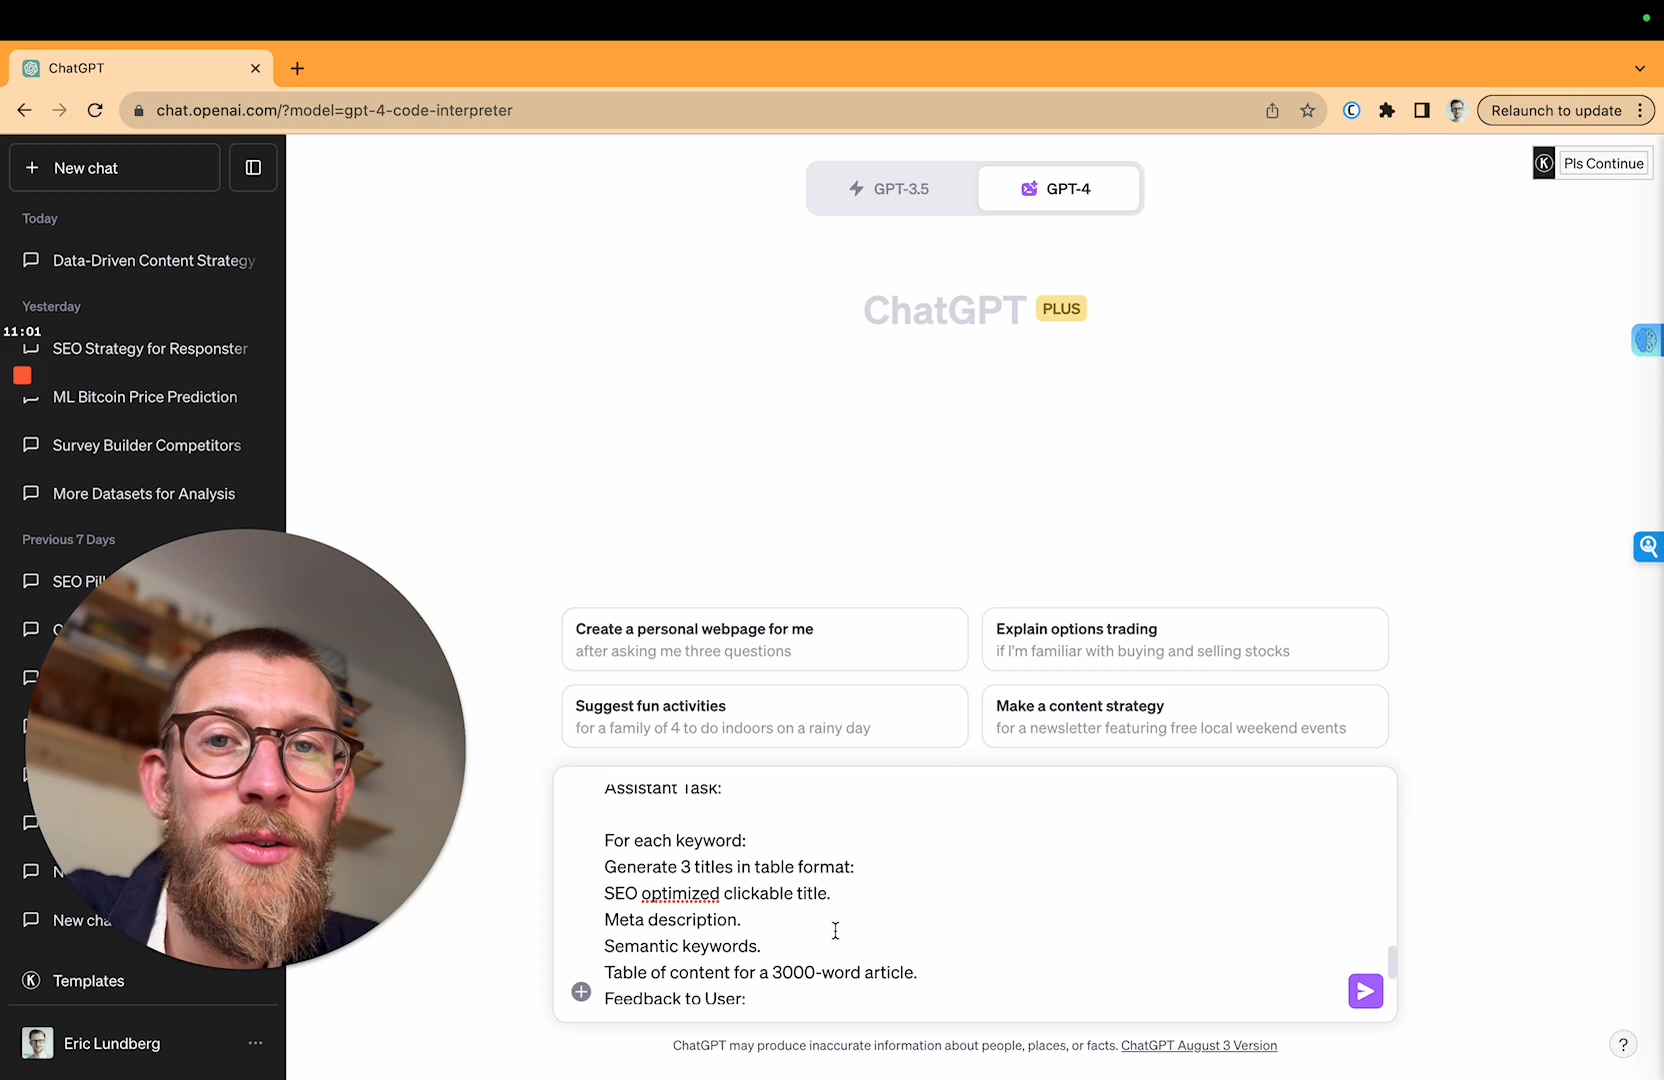 ChatGPT
chat.openai.com/?model=gpt-4-code-interpreter
Relaunch to update
New chat
Today
Data-Driven Content Strategy
Yesterday
11:01
SEO Strategy for Responster
ML Bitcoin Price Prediction
Survey Builder Competitors
More Datasets for Analysis
Previous 7 Days
SEO Pil
New cha
K Templates
Eric Lundberg
GPT-3.5
GPT-4
K Pls Continue
ChatGPT PLUS
Create a personal webpage for me
after asking me three questions
Explain options trading
if I'm familiar with buying and selling stocks
Suggest fun activities
for a family of 4 to do indoors on a rainy day
Make a content strategy
for a newsletter featuring free local weekend events
Assistant Task:
For each keyword:
Generate 3 titles in table format:
SEO optimized clickable title.
Meta description.
Semantic keywords.
Table of content for a 3000-word article.
Feedback to User:
ChatGPT may produce inaccurate information about people, places, or facts. ChatGPT August 3 Version
?